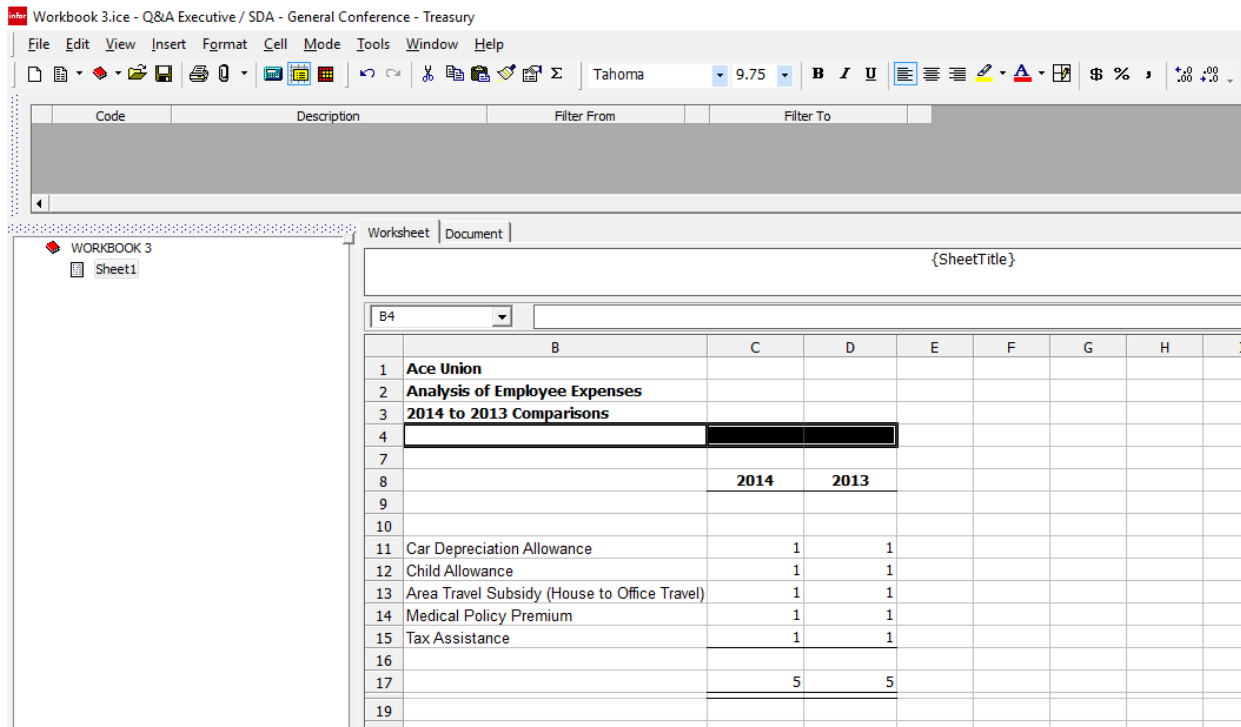 infor Workbook 3.ice - Q&A Executive / SDA - General Conference - Treasury
File Edit View Insert Format Cell Mode Tools Window Help
Tahoma 9.75 B I U $ % ,
Code Description Filter From Filter To
WORKBOOK 3
Sheet1
Worksheet Document
{SheetTitle}
B4
B C D E F G H
1 Ace Union
2 Analysis of Employee Expenses
3 2014 to 2013 Comparisons
4
7
8 2014 2013
9
10
11 Car Depreciation Allowance 1 1
12 Child Allowance 1 1
13 Area Travel Subsidy (House to Office Travel) 1 1
14 Medical Policy Premium 1 1
15 Tax Assistance 1 1
16
17 5 5
19